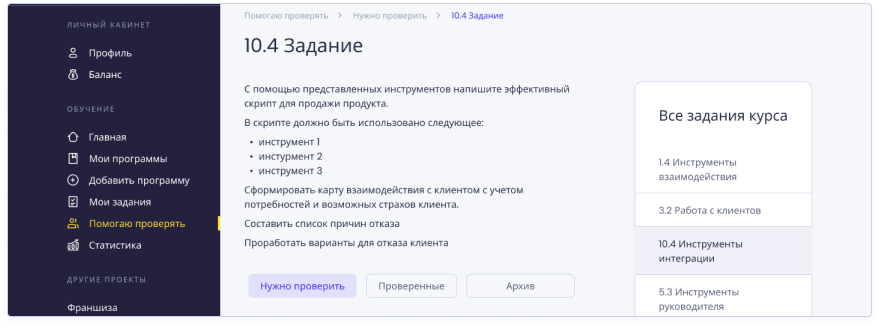 ЛИЧНЫЙ КАБИНЕТ
Профиль
Баланс
ОБУЧЕНИЕ
Главная
Мои программы
Добавить программу
Мои задания
Помогаю проверять
Статистика
ДРУГИЕ ПРОЕКТЫ
Франшиза
Помогаю проверять > Нужно проверить > 10.4 Задание
10.4 Задание
С помощью представленных инструментов напишите эффективный
скрипт для продажи продукта.
В скрипте должно быть использовано следующее:
• инструмент 1
• инстурмент 2
• инструмент 3
Сформировать карту взаимодействия с клиентом с учетом
потребностей и возможных страхов клиента.
Составить список причин отказа
Проработать варианты для отказа клиента
Нужно проверить
Проверенные
Архив
Все задания курса
1.4 Инструменты
взаимодействия
3.2 Работа с клиентов
10.4 Инструменты
интеграции
5.3 Инструменты
руководителя